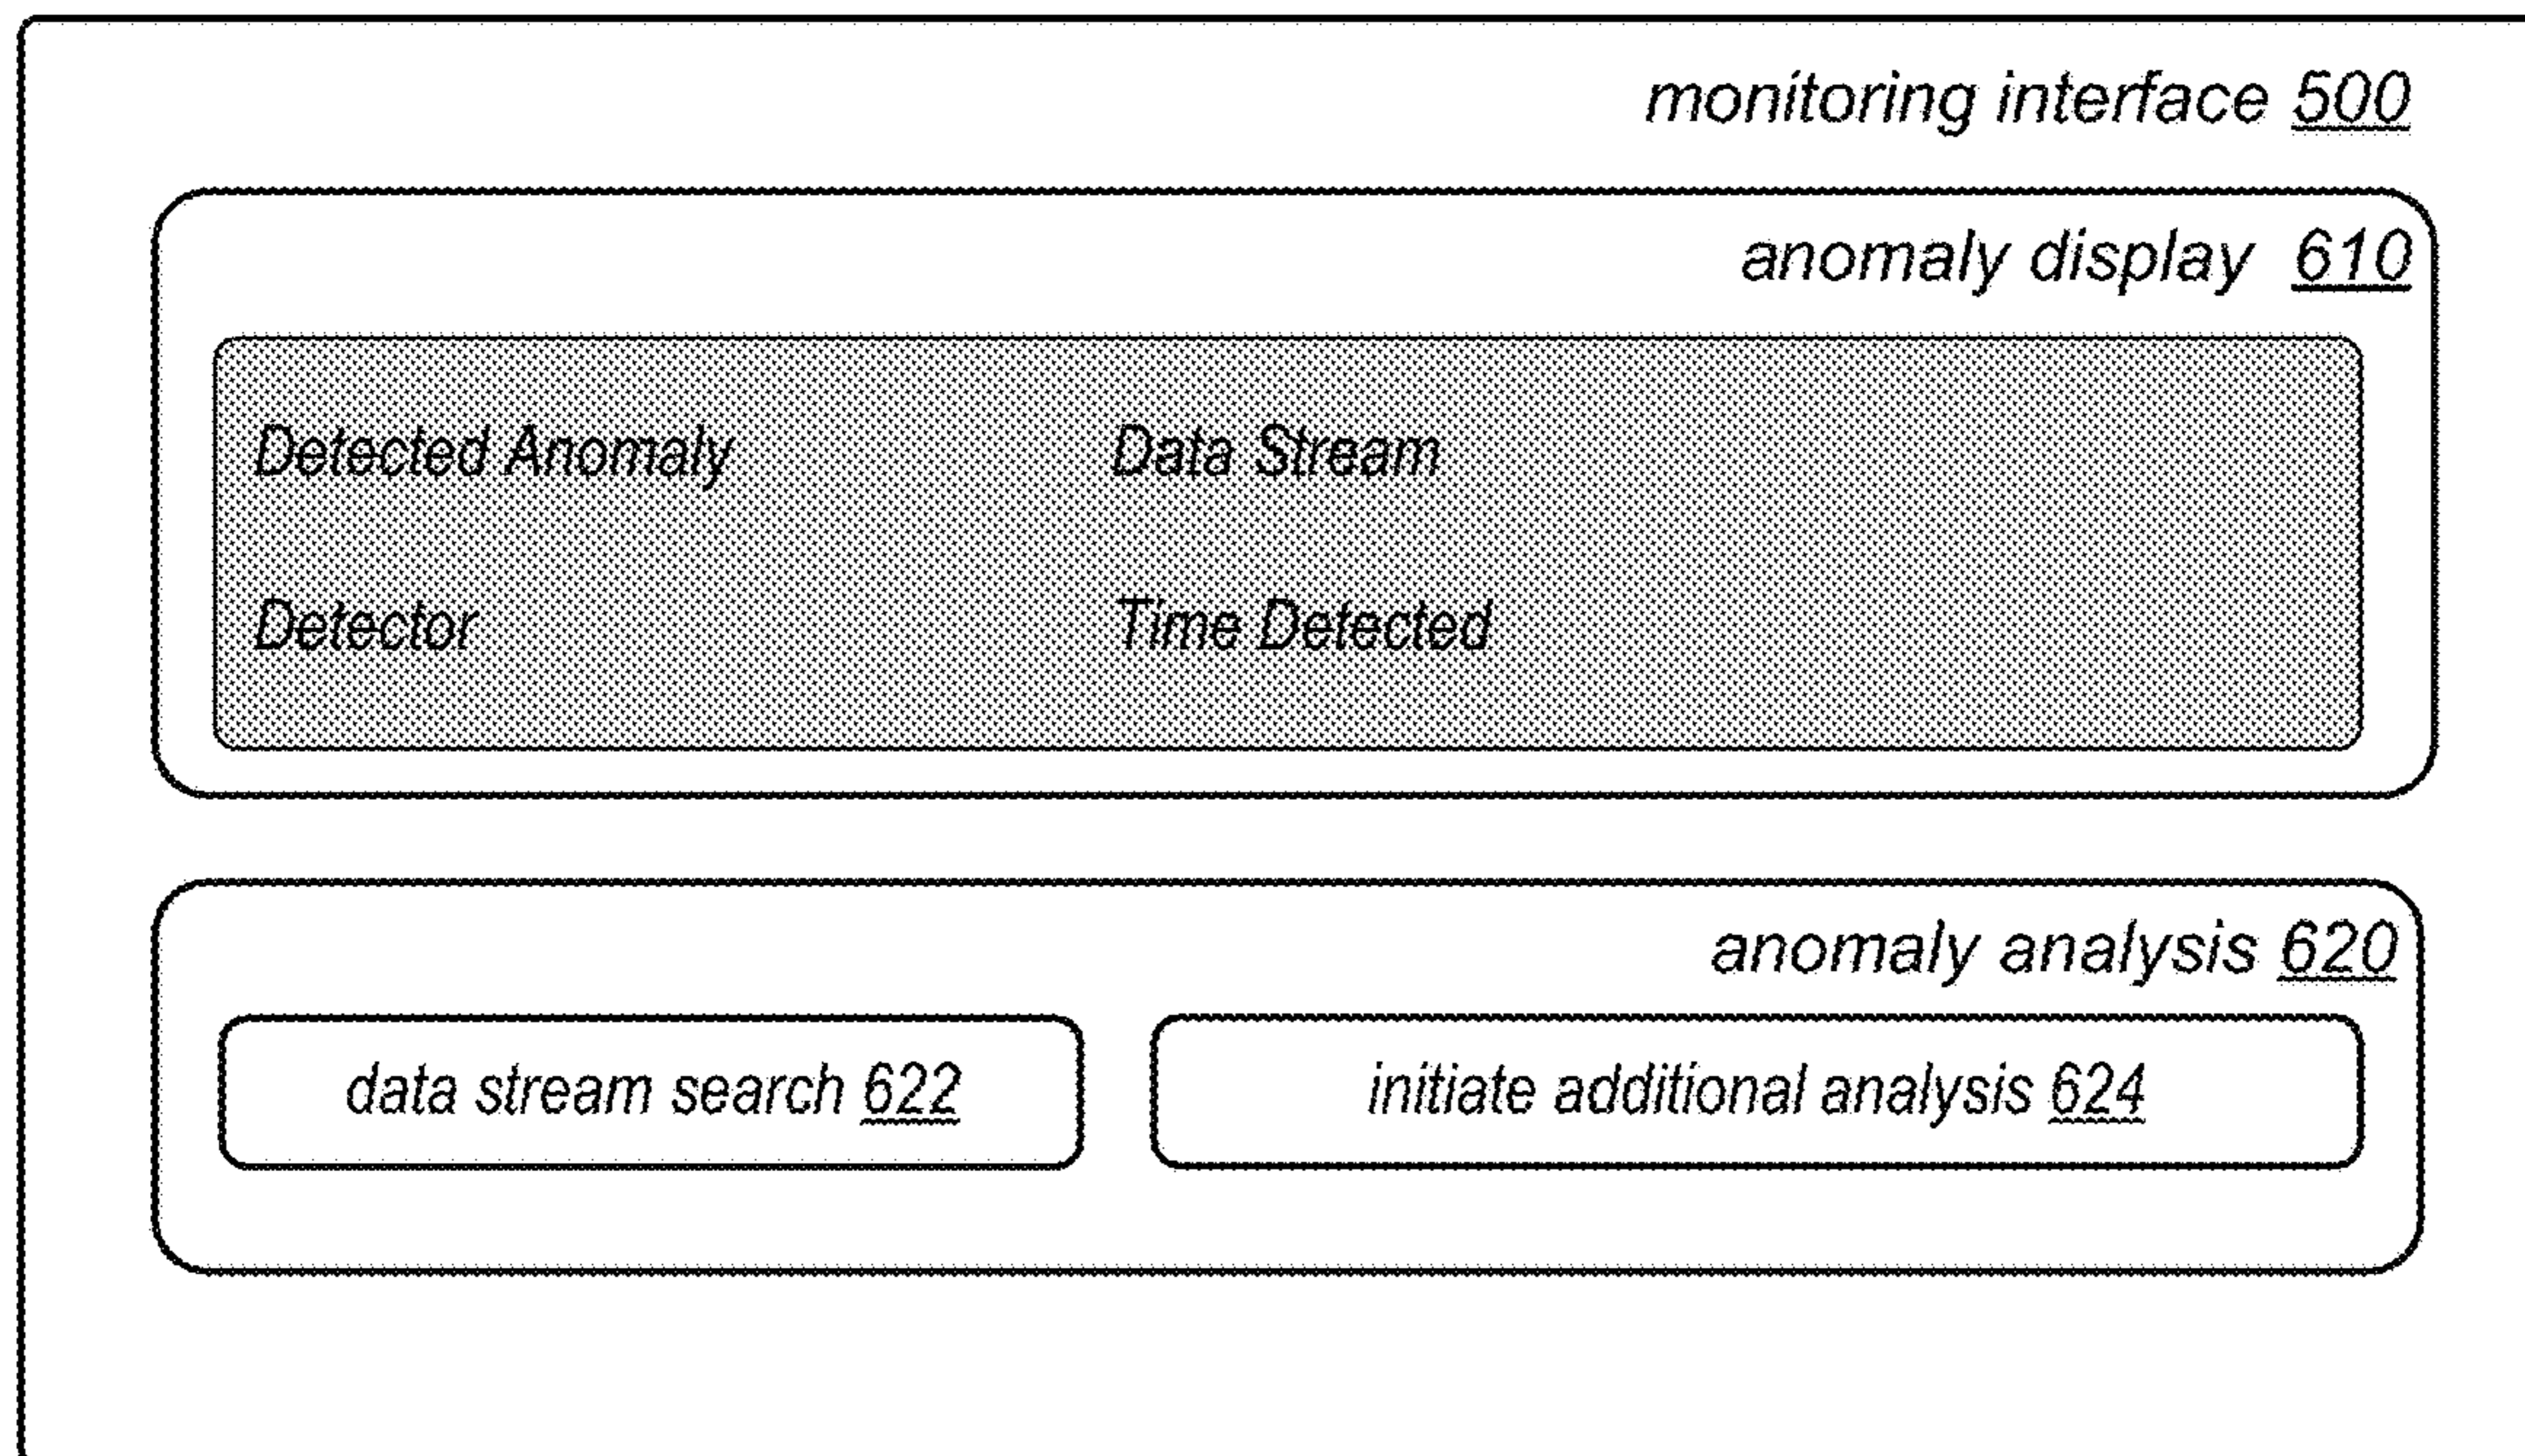 monitoring interface 500
anomaly display 610
Detected Anomaly Data Stream
Detector Time Detected
anomaly analysis 620
data stream search 622 initiate additional analysis 624